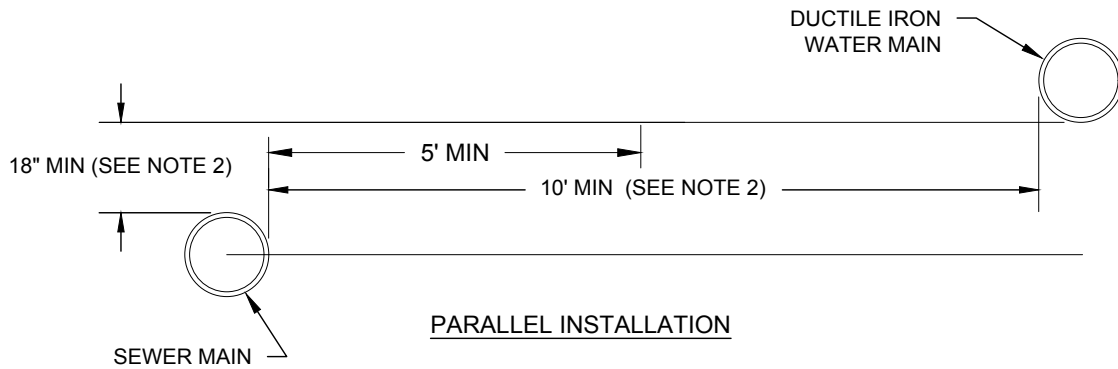 DUCTILE IRON
WATER MAIN
5' MIN
18" MIN (SEE NOTE 2)
10' MIN (SEE NOTE 2)
PARALLEL INSTALLATION
SEWER MAIN